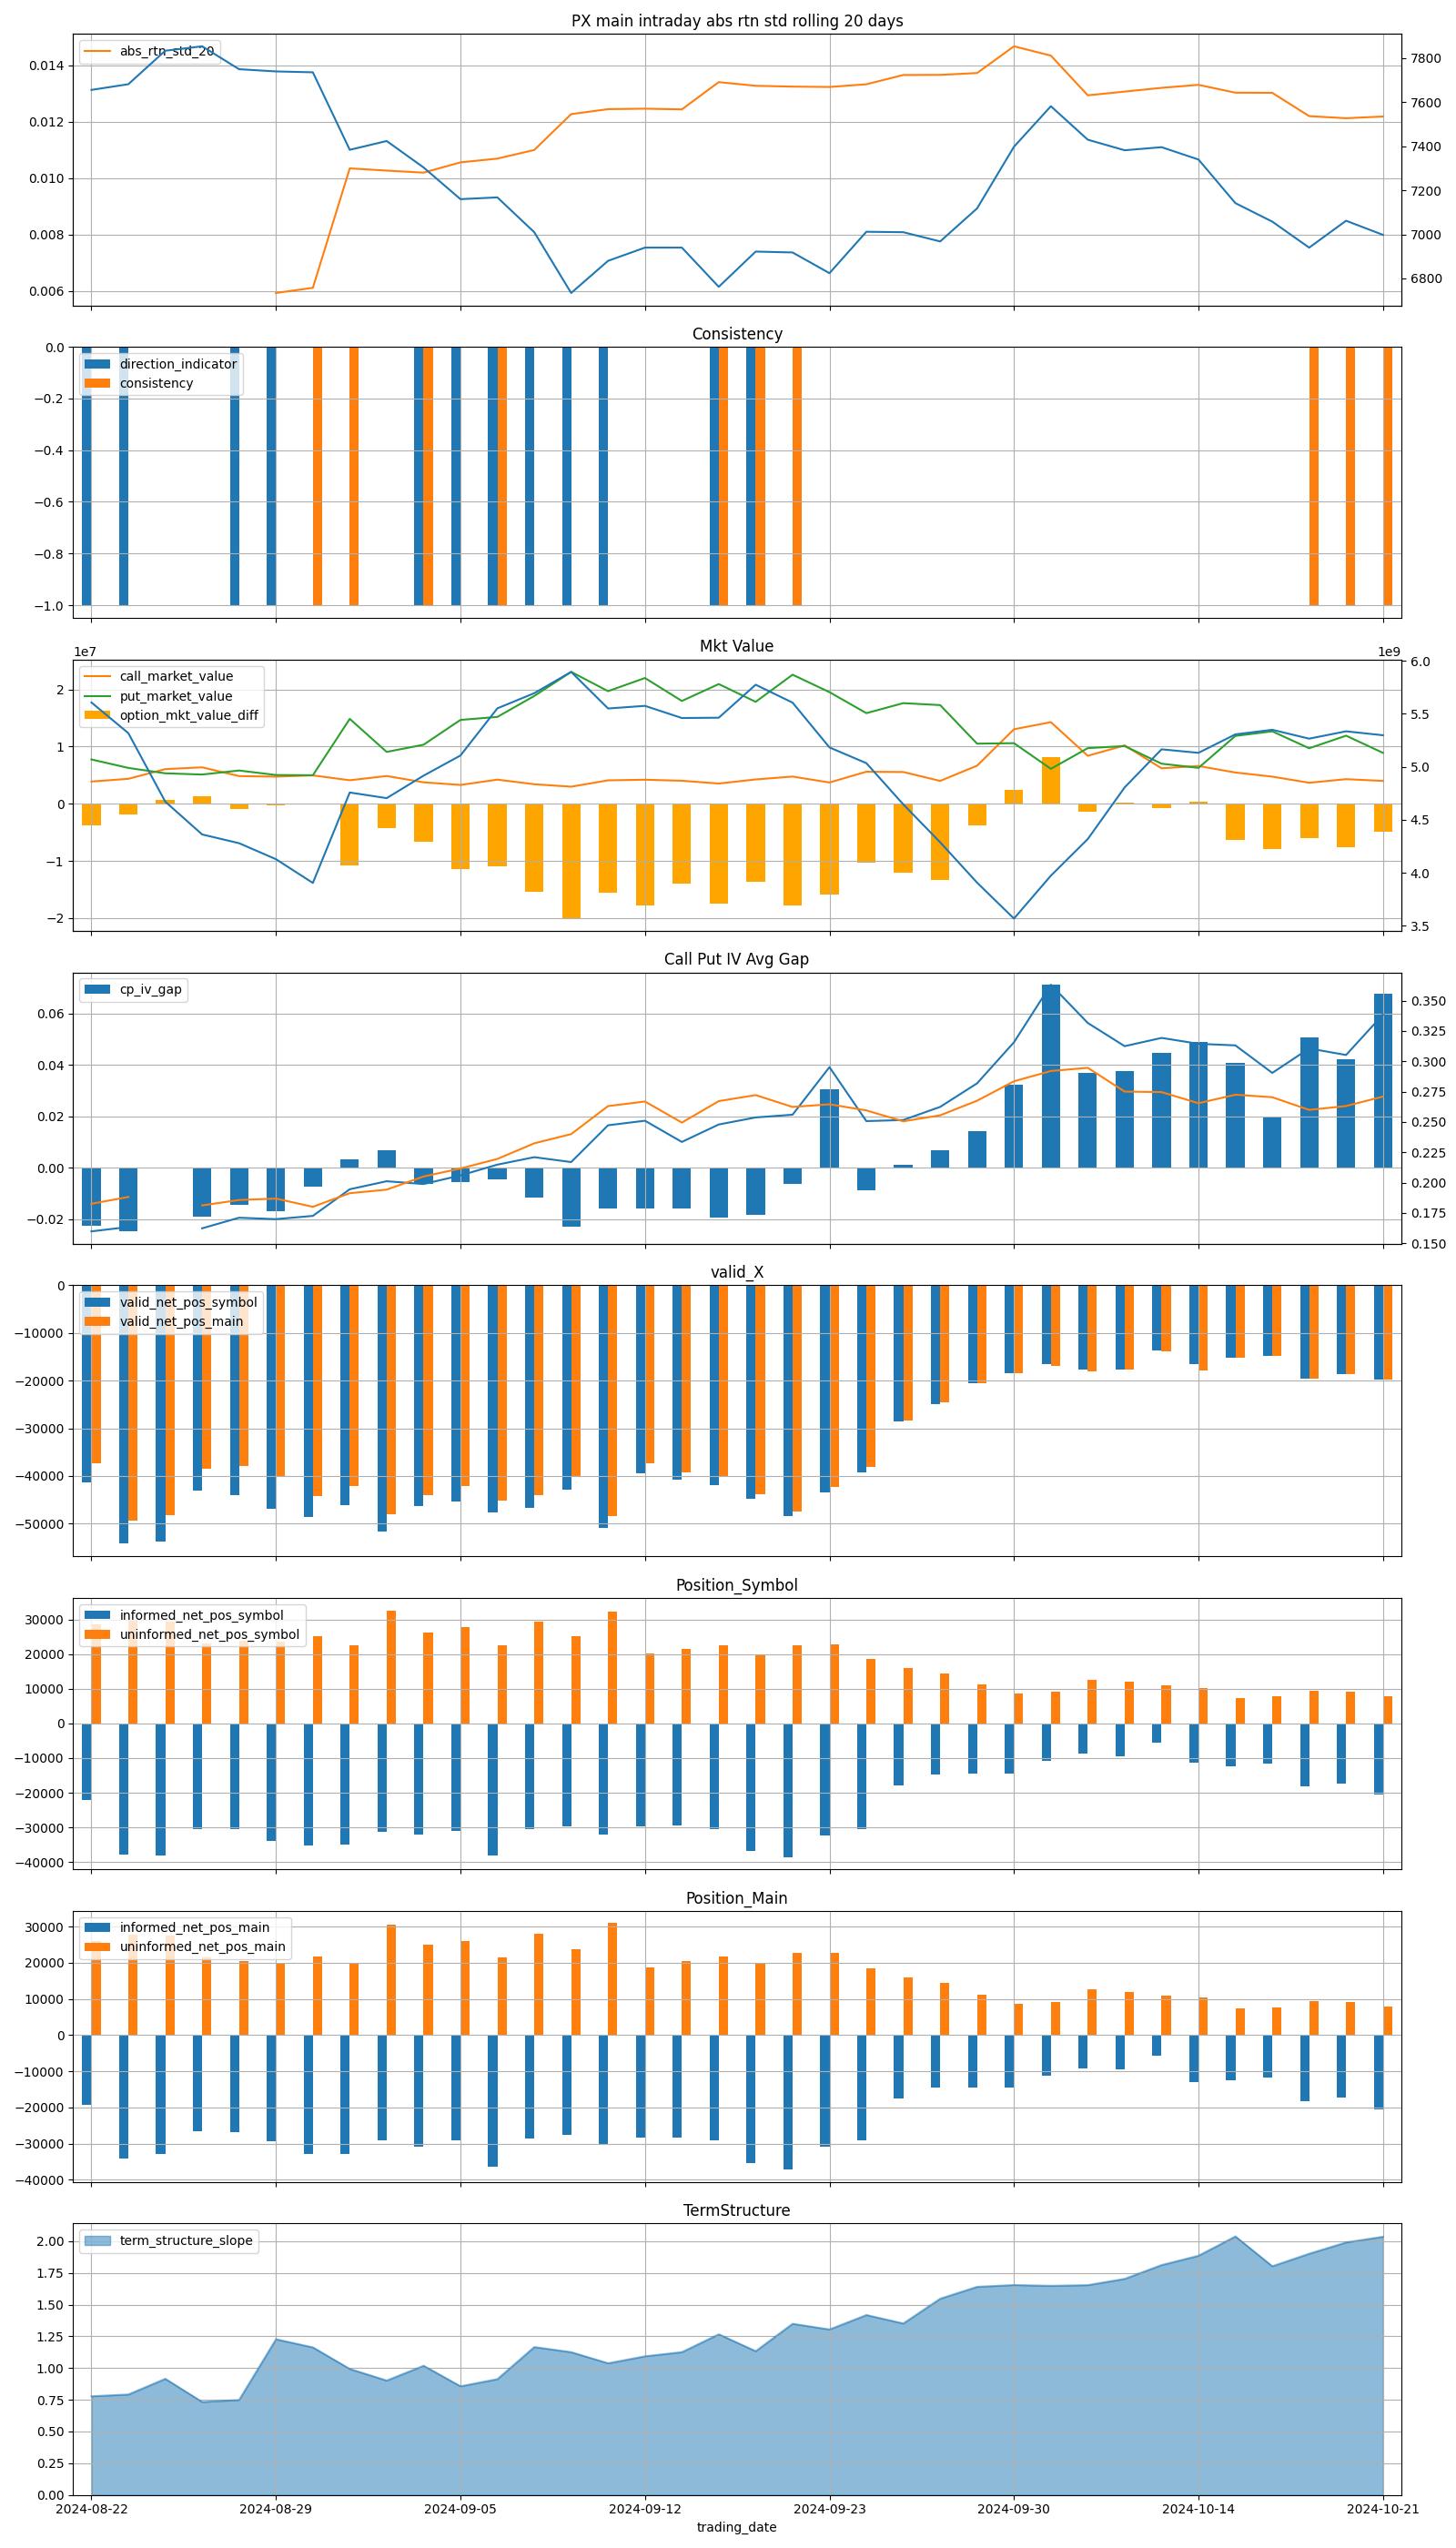 PX main intraday abs rtn std rolling 20 days
abs_rtn_std_20
0.014
0.012
0.010
0.008
0.006
7800
7600
7400
7200
7000
6800
Consistency
direction_indicator
consistency
0.0
−0.2
−0.4
−0.6
−0.8
−1.0
Mkt Value
1e7
1e9
call_market_value
put_market_value
option_mkt_value_diff
2
1
0
−1
−2
6.0
5.5
5.0
4.5
4.0
3.5
Call Put IV Avg Gap
cp_iv_gap
0.06
0.04
0.02
0.00
−0.02
0.350
0.325
0.300
0.275
0.250
0.225
0.200
0.175
0.150
valid_X
valid_net_pos_symbol
valid_net_pos_main
0
−10000
−20000
−30000
−40000
−50000
Position_Symbol
informed_net_pos_symbol
uninformed_net_pos_symbol
30000
20000
10000
0
−10000
−20000
−30000
−40000
Position_Main
informed_net_pos_main
uninformed_net_pos_main
30000
20000
10000
0
−10000
−20000
−30000
−40000
TermStructure
term_structure_slope
2.00
1.75
1.50
1.25
1.00
0.75
0.50
0.25
0.00
2024-08-22 2024-08-29 2024-09-05 2024-09-12 2024-09-23 2024-09-30 2024-10-14 2024-10-21
trading_date